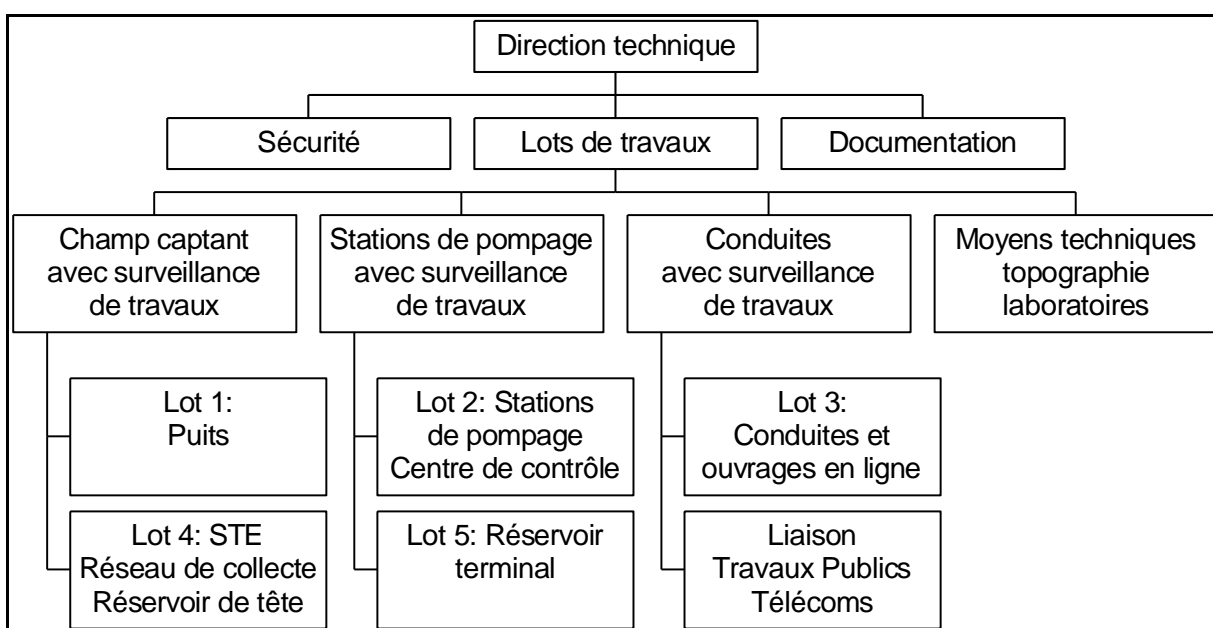 Direction technique
Sécurité
Lots de travaux
Documentation
Champ captant
avec surveillance
de travaux
Stations de pompage
avec surveillance
de travaux
Conduites
avec surveillance
de travaux
Moyens techniques
topographie
laboratoires
Lot 1:
Puits
Lot 2: Stations
de pompage
Centre de contrôle
Lot 3:
Conduites et
ouvrages en ligne
Lot 4: STE
Réseau de collecte
Réservoir de tête
Lot 5: Réservoir
terminal
Liaison
Travaux Publics
Télécoms